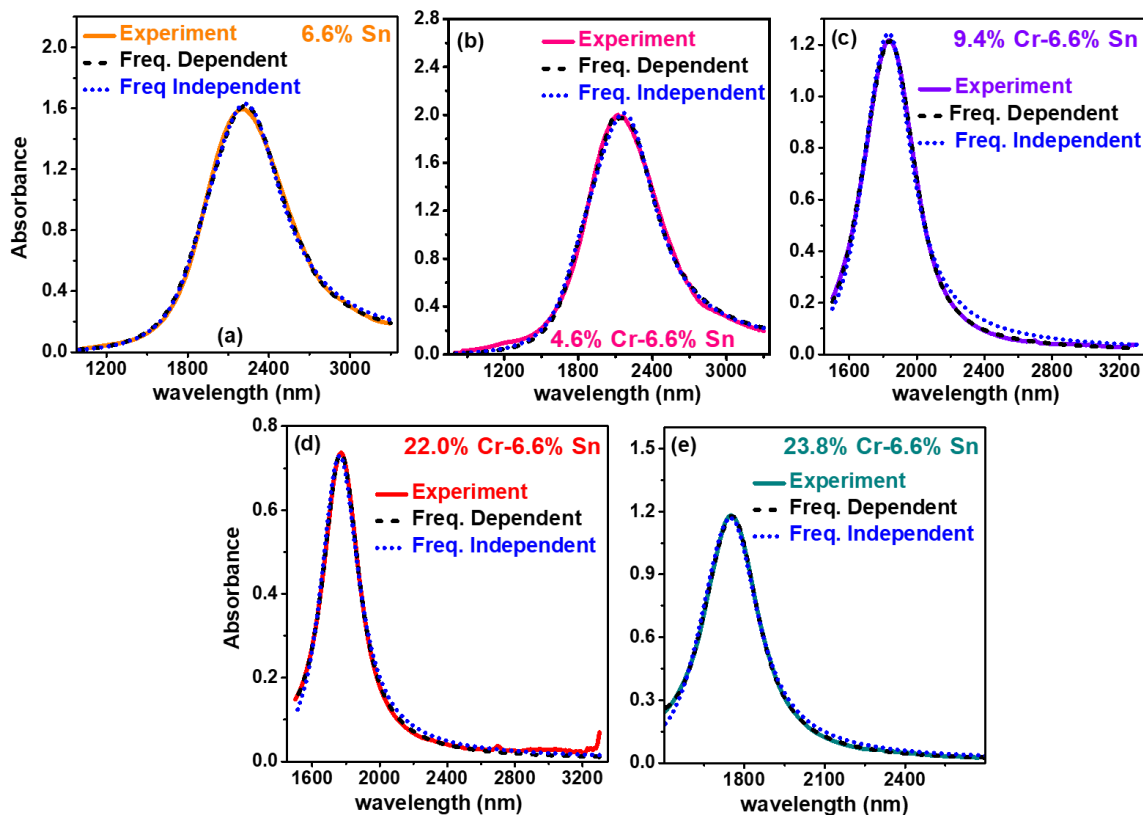 Experiment 6.6% Sn
Freq. Dependent
Freq Independent
(a)
2.0
1.6
1.2
0.8
0.4
0.0
Absorbance
1200 1800 2400 3000
wavelength (nm)
(b) Experiment
Freq. Dependent
Freq. Independent
4.6% Cr-6.6% Sn
2.8
2.4
2.0
1.6
1.2
0.8
0.4
0.0
1200 1800 2400 3000
wavelength (nm)
(c) 9.4% Cr-6.6% Sn
Experiment
Freq. Dependent
Freq. Independent
1.2
1.0
0.8
0.6
0.4
0.2
0.0
1600 2000 2400 2800 3200
wavelength (nm)
(d) 22.0% Cr-6.6% Sn
Experiment
Freq. Dependent
Freq. Independent
0.8
0.6
0.4
0.2
0.0
Absorbance
1600 2000 2400 2800 3200
wavelength (nm)
(e) 23.8% Cr-6.6% Sn
Experiment
Freq. Dependent
Freq. Independent
1.5
1.2
0.9
0.6
0.3
0.0
1800 2100 2400
wavelength (nm)